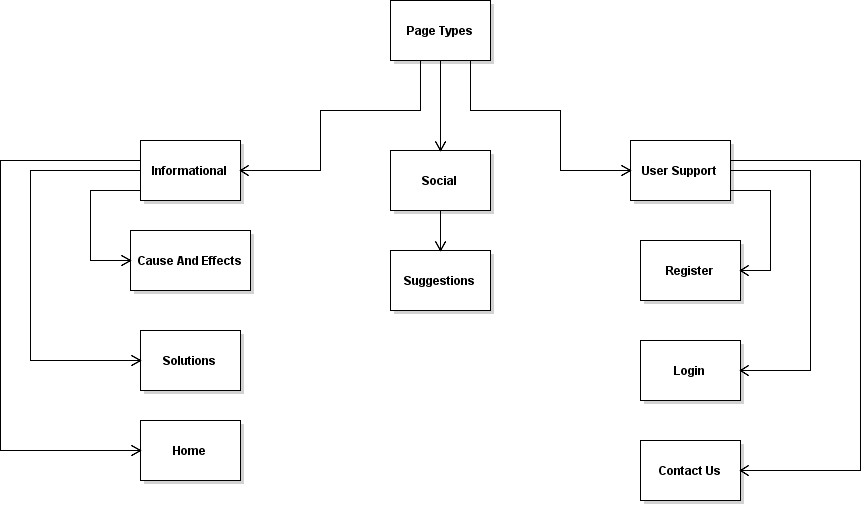 Page Types
Informational
Social
User Support
Cause And Effects
Suggestions
Register
Solutions
Login
Home
Contact Us